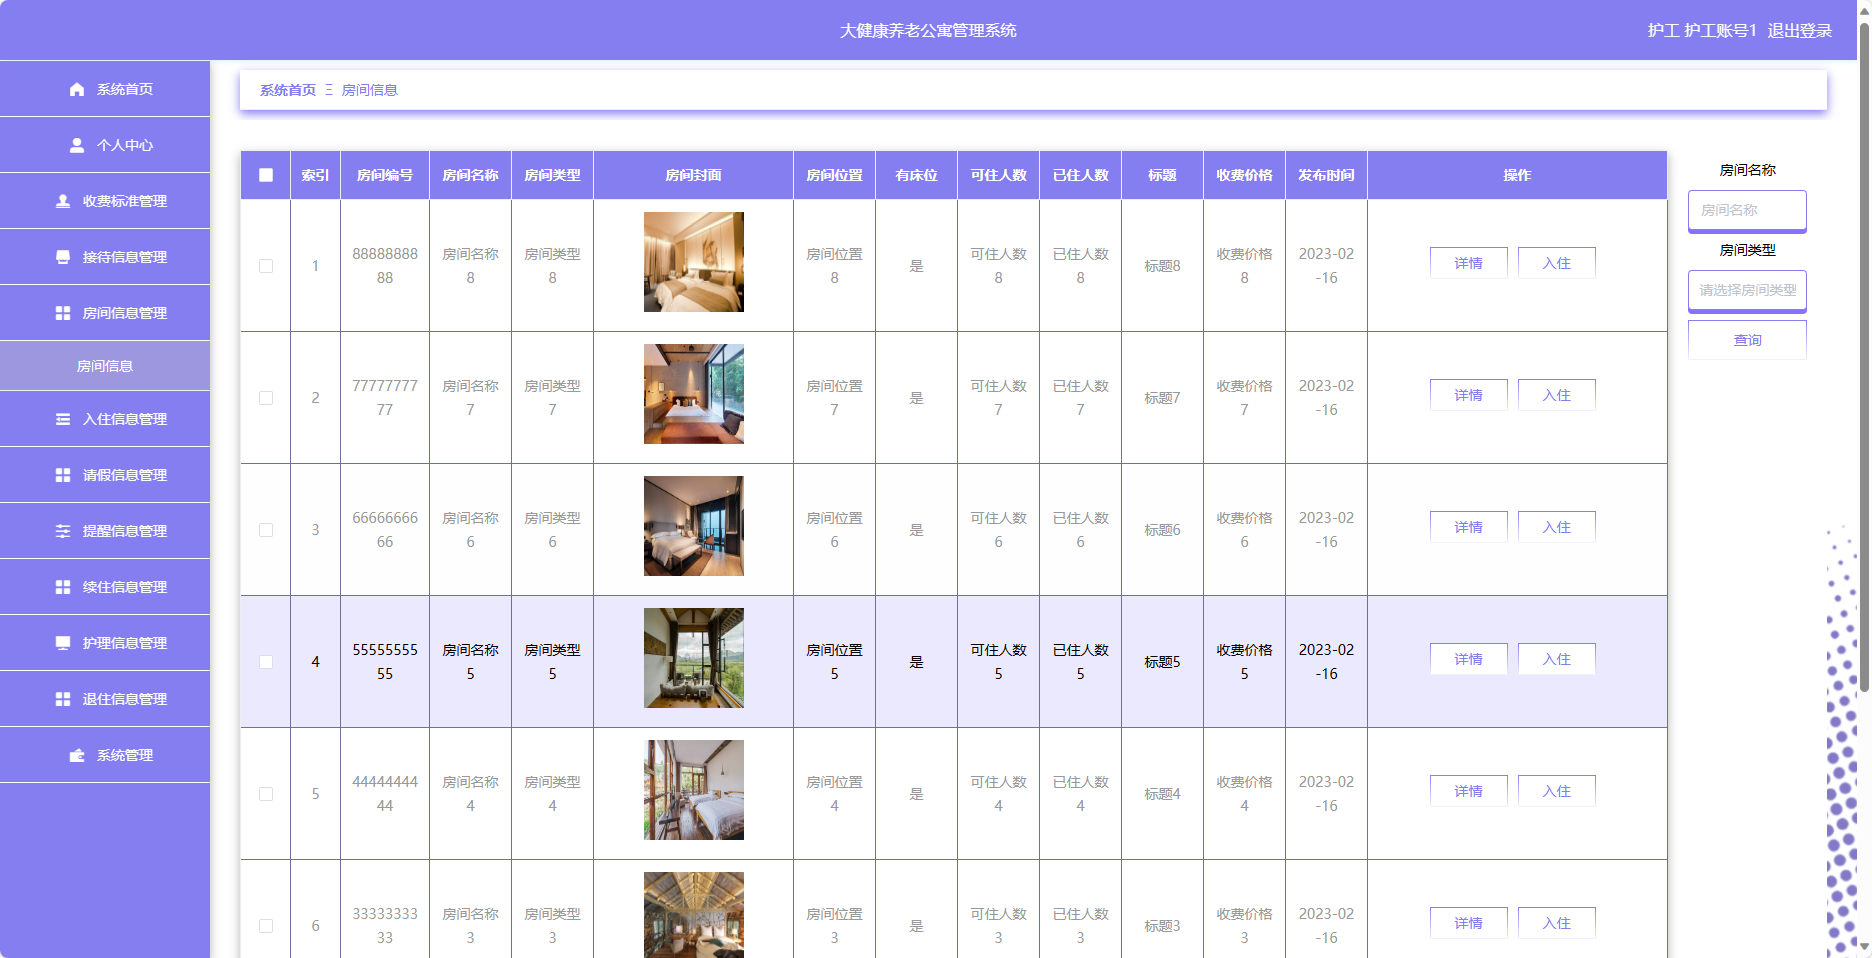 大健康养老公寓管理系统
护工 护工账号1 退出登录
系统首页
个人中心
收费标准管理
接待信息管理
房间信息管理
房间信息
入住信息管理
请假信息管理
提醒信息管理
续住信息管理
护理信息管理
退住信息管理
系统管理
系统首页 Ξ 房间信息
索引 房间编号 房间名称 房间类型 房间封面 房间位置 有床位 可住人数 已住人数 标题 收费价格 发布时间 操作
1 8888888888 房间名称8 房间类型8 房间位置8 是 可住人数8 已住人数8 标题8 收费价格8 2023-02-16 详情 入住
2 7777777777 房间名称7 房间类型7 房间位置7 是 可住人数7 已住人数7 标题7 收费价格7 2023-02-16 详情 入住
3 6666666666 房间名称6 房间类型6 房间位置6 是 可住人数6 已住人数6 标题6 收费价格6 2023-02-16 详情 入住
4 5555555555 房间名称5 房间类型5 房间位置5 是 可住人数5 已住人数5 标题5 收费价格5 2023-02-16 详情 入住
5 4444444444 房间名称4 房间类型4 房间位置4 是 可住人数4 已住人数4 标题4 收费价格4 2023-02-16 详情 入住
6 3333333333 房间名称3 房间类型3 房间位置3 是 可住人数3 已住人数3 标题3 收费价格3 2023-02-16 详情 入住
房间名称
房间名称
房间类型
请选择房间类型
查询